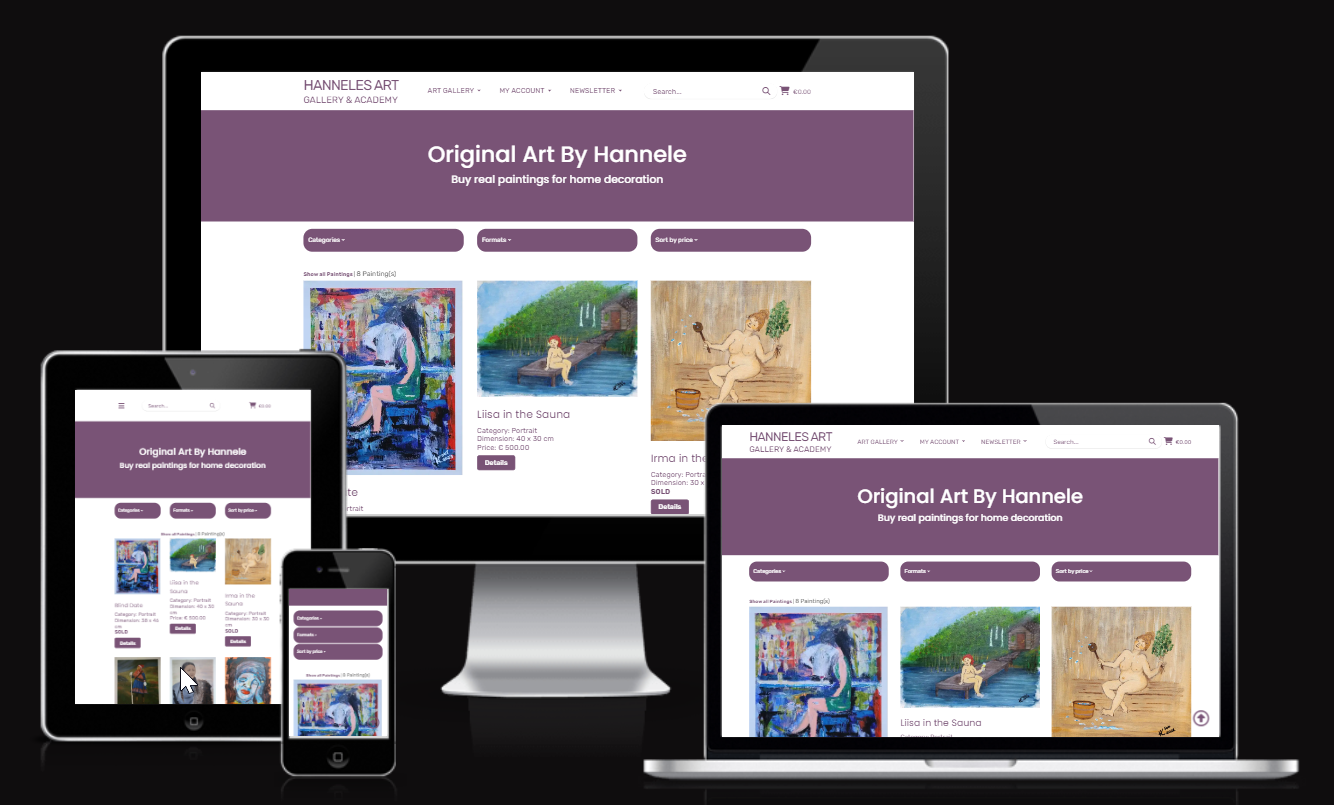 HANNELES ART
GALLERY & ACADEMY
ART GALLERY
MY ACCOUNT
NEWSLETTER
Search...
€0.00
Original Art By Hannele
Buy real paintings for home decoration
Categories
Formats
Sort by price
Show all Paintings | 8 Painting(s)
Liisa in the Sauna
Category: Portrait
Dimension: 40 x 30 cm
Price: € 500.00
Details
Irma in the
Category: Portra
Dimension: 30 x
SOLD
Details
te
rtrait
Search...
€0.00
Original Art By Hannele
Buy real paintings for home decoration
Categories
Formats
Sort by price
Show all Paintings | 8 Painting(s)
Blind Date
Category: Portrait
Dimension: 38 x 46
cm
SOLD
Details
Liisa in the
Sauna
Category: Portrait
Dimension: 40 x 30
cm
Price: € 500.00
Details
Irma in the
Sauna
Category: Portrait
Dimension: 30 x 30
cm
SOLD
Details
Categories
Formats
Sort by price
Show all Paintings | 8 Painting(s)
HANNELES ART
GALLERY & ACADEMY
ART GALLERY
MY ACCOUNT
NEWSLETTER
Search...
€0.00
Original Art By Hannele
Buy real paintings for home decoration
Categories
Formats
Sort by price
Show all Paintings | 8 Painting(s)
Liisa in the Sauna